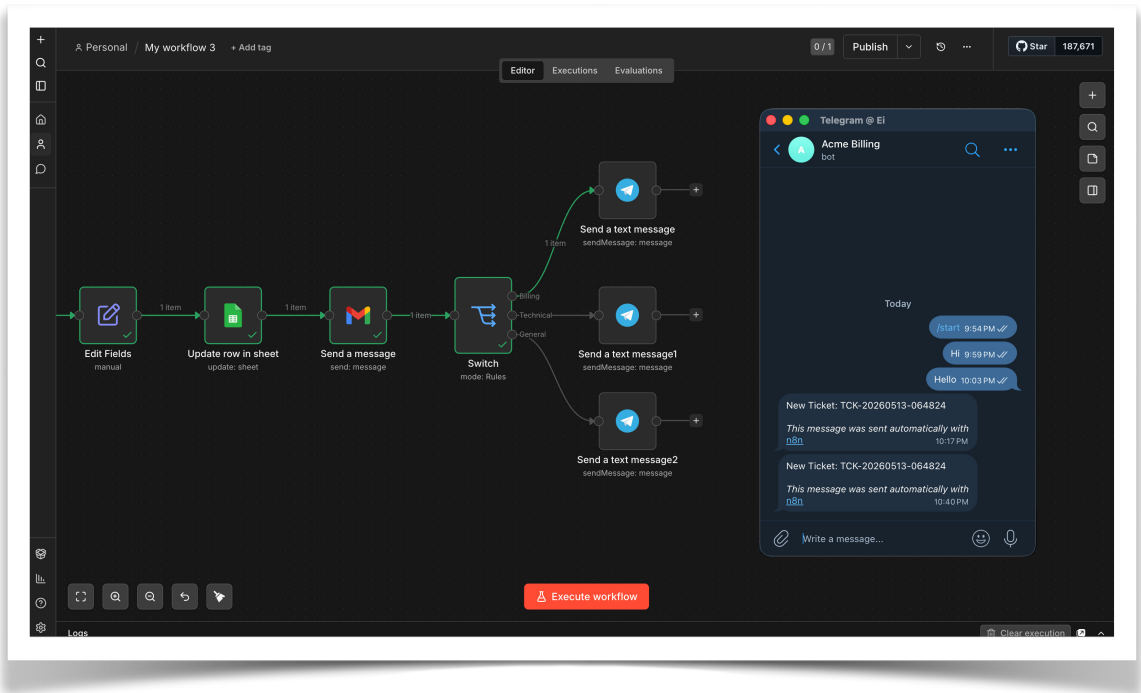 Personal / My workflow 3 + Add tag
0 / 1 Publish
Star 187,671
Editor Executions Evaluations
Telegram @ Ei
A
Acme Billing
bot
Send a text message
sendMessage: message
1 item
Today
/start 9:54 PM
Billing
1 item
1 item
1 item
Technical
General
Hi 9:59 PM
Edit Fields
manual
Update row in sheet
update: sheet
Send a message
send: message
Switch
mode: Rules
Send a text message1
sendMessage: message
Hello 10:03 PM
New Ticket: TCK-20260513-064824
This message was sent automatically with
n8n 10:17 PM
Send a text message2
sendMessage: message
New Ticket: TCK-20260513-064824
This message was sent automatically with
n8n 10:40 PM
Write a message...
Execute workflow
Logs
Clear execution